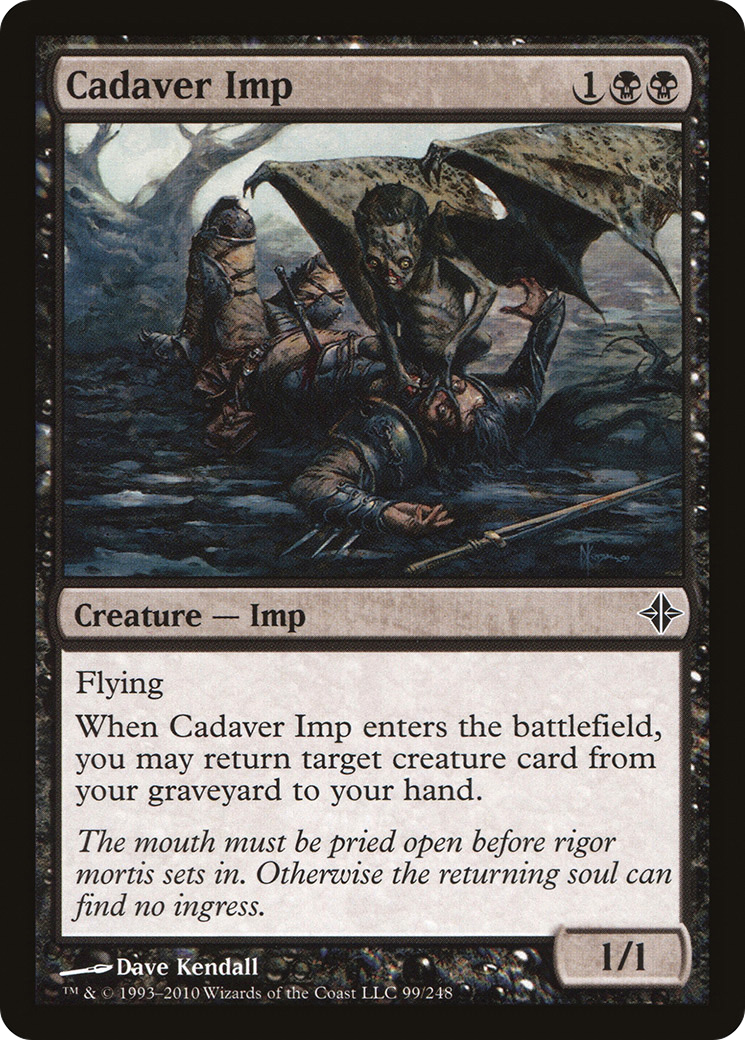 Cadaver Imp 1
Creature — Imp
Flying
When Cadaver Imp enters the battlefield,
you may return target creature card from
your graveyard to your hand.
The mouth must be pried open before rigor
mortis sets in. Otherwise the returning soul can
find no ingress.
1/1
Dave Kendall
™ & © 1993–2010 Wizards of the Coast LLC 99/248